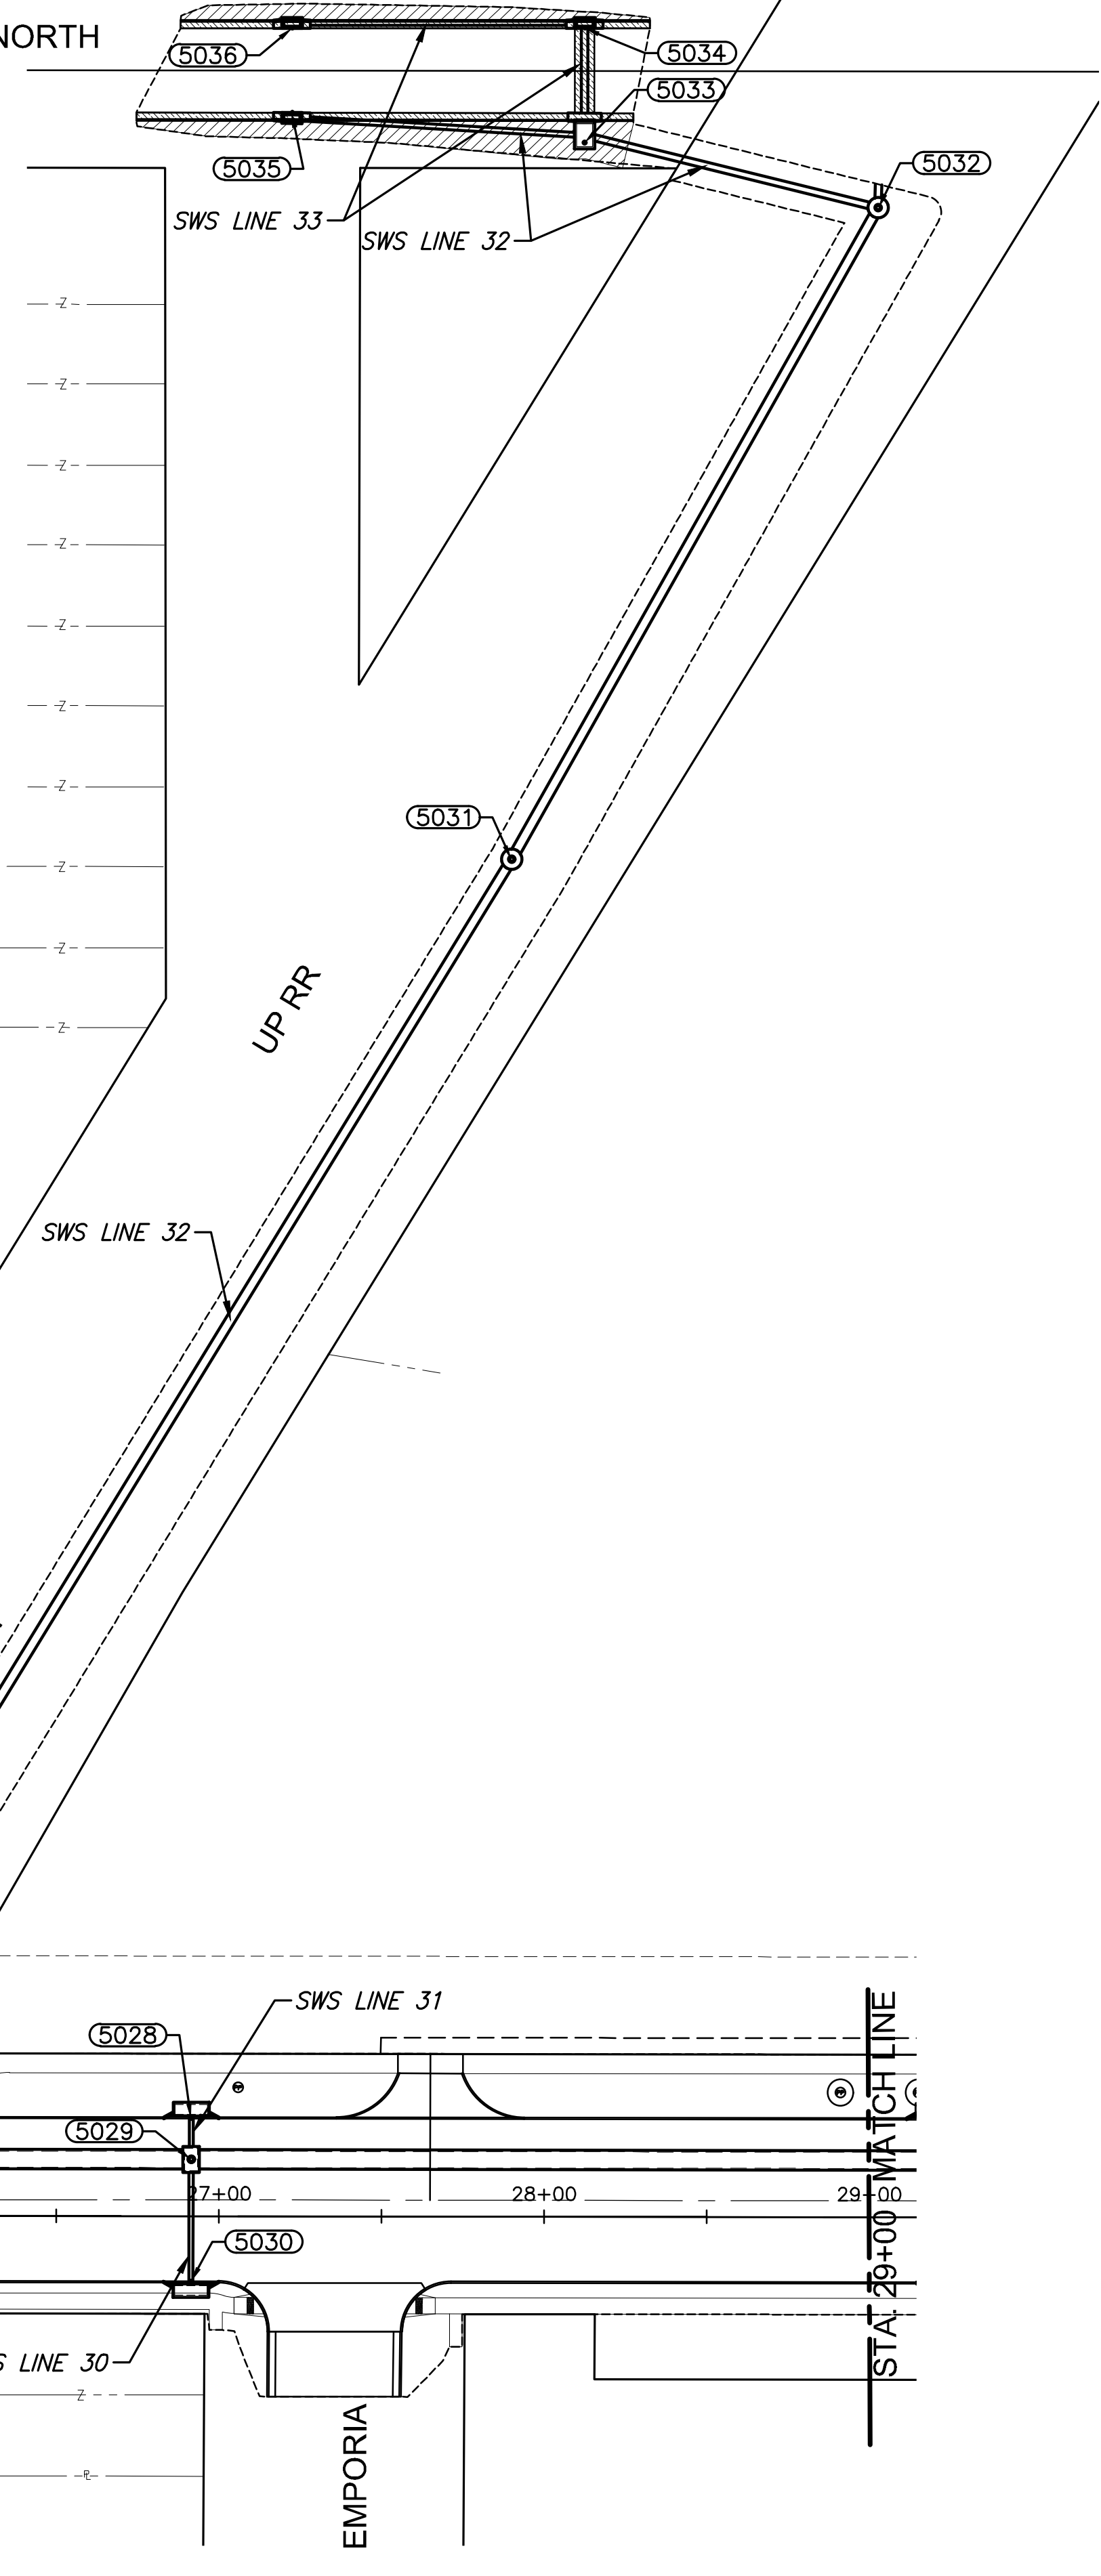 NORTH
5036
5034
5033
5035
5032
SWS LINE 33
SWS LINE 32
Z
Z
Z
Z
Z
Z
Z
5031
Z
Z
UP RR
Z
SWS LINE 32
SWS LINE 31
5028
5029
27+00
28+00
29+00
5030
S LINE 30
Z
EMPORIA
PL
STA. 29+00 MATCH LINE